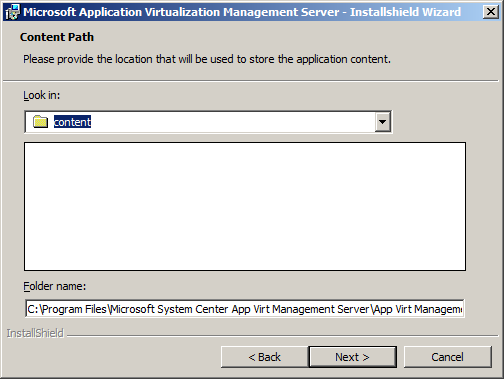 Microsoft Application Virtualization Management Server - Installshield Wizard
Content Path
Please provide the location that will be used to store the application content.
Look in:
content
Folder name:
C:\Program Files\Microsoft System Center App Virt Management Server\App Virt Manageme
InstallShield
< Back Next > Cancel